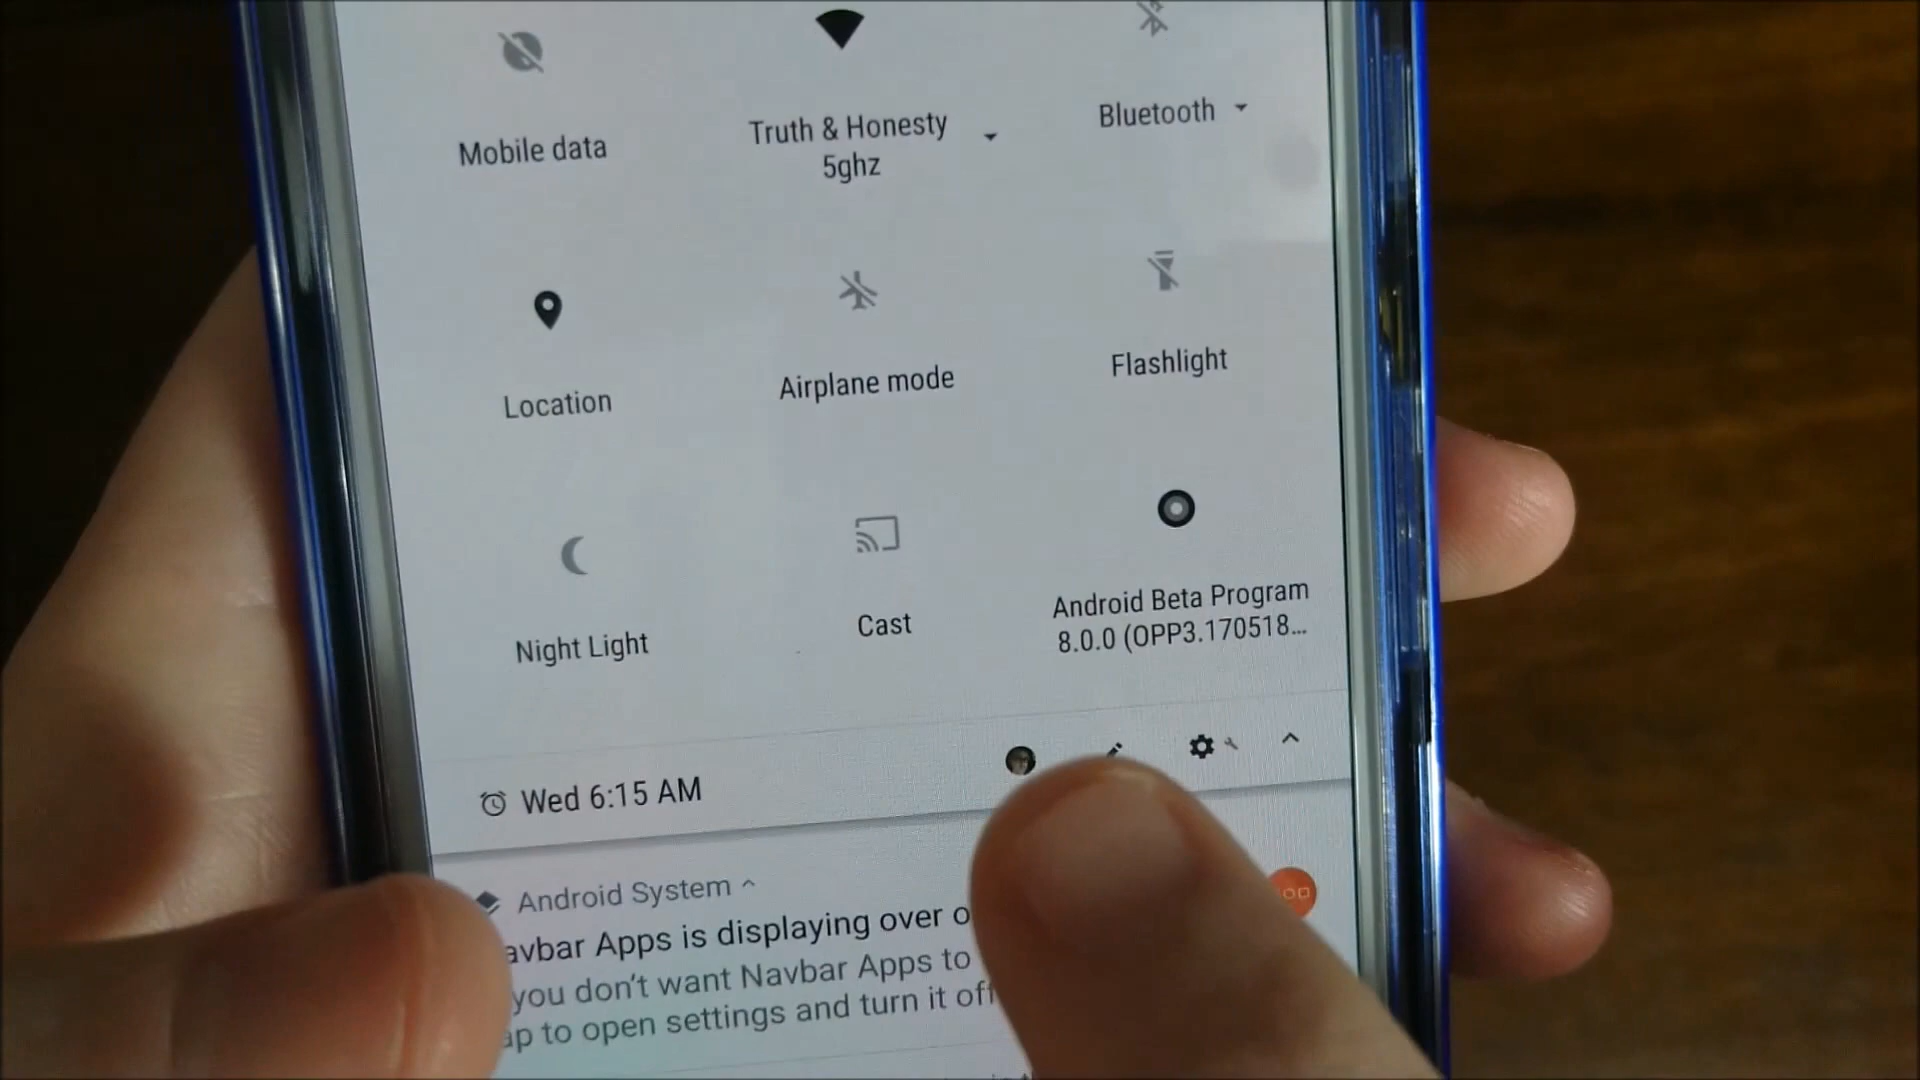 Mobile data
Truth & Honesty
5ghz
Bluetooth
Location
Airplane mode
Flashlight
Night Light
Cast
Android Beta Program
8.0.0 (OPP3.170518...
Wed 6:15 AM
Android System
avbar Apps is displaying over o
you don't want Navbar Apps to
ap to open settings and turn it off